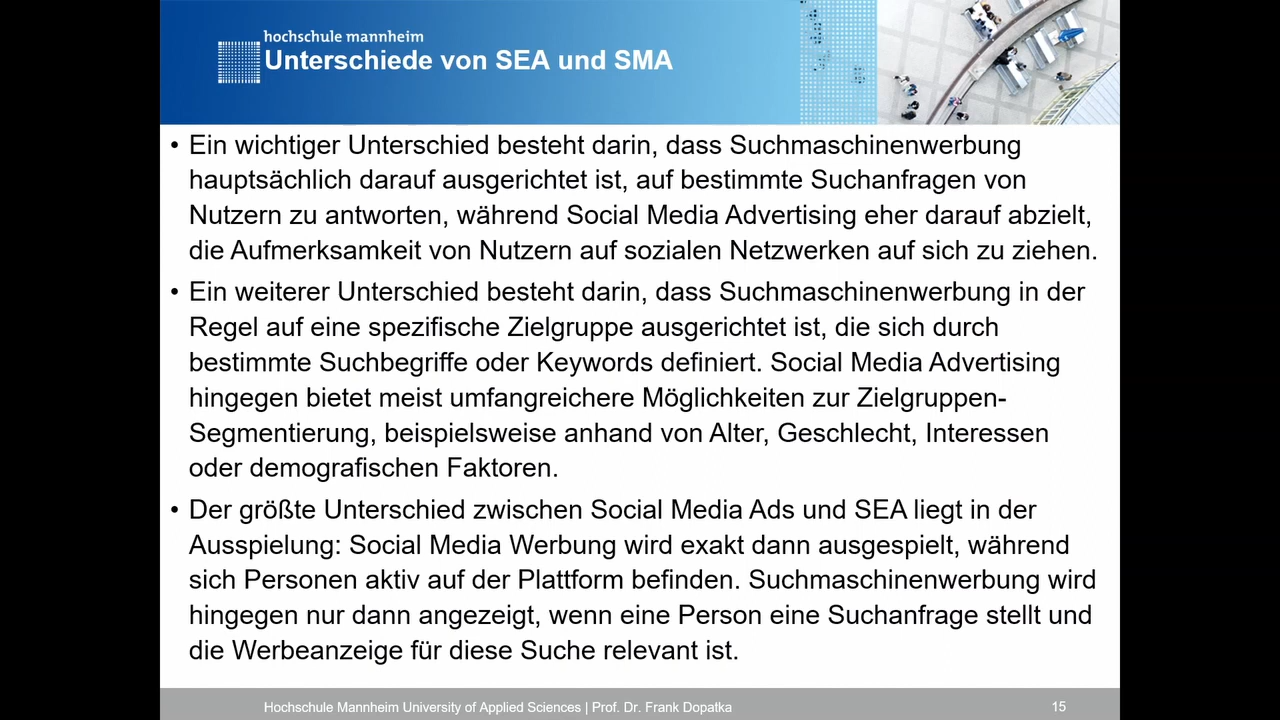 hochschule mannheim
Unterschiede von SEA und SMA
• Ein wichtiger Unterschied besteht darin, dass Suchmaschinenwerbung
hauptsächlich darauf ausgerichtet ist, auf bestimmte Suchanfragen von
Nutzern zu antworten, während Social Media Advertising eher darauf abzielt,
die Aufmerksamkeit von Nutzern auf sozialen Netzwerken auf sich zu ziehen.
• Ein weiterer Unterschied besteht darin, dass Suchmaschinenwerbung in der
Regel auf eine spezifische Zielgruppe ausgerichtet ist, die sich durch
bestimmte Suchbegriffe oder Keywords definiert. Social Media Advertising
hingegen bietet meist umfangreichere Möglichkeiten zur Zielgruppen-
Segmentierung, beispielsweise anhand von Alter, Geschlecht, Interessen
oder demografischen Faktoren.
• Der größte Unterschied zwischen Social Media Ads und SEA liegt in der
Ausspielung: Social Media Werbung wird exakt dann ausgespielt, während
sich Personen aktiv auf der Plattform befinden. Suchmaschinenwerbung wird
hingegen nur dann angezeigt, wenn eine Person eine Suchanfrage stellt und
die Werbeanzeige für diese Suche relevant ist.
Hochschule Mannheim University of Applied Sciences | Prof. Dr. Frank Dopatka
15